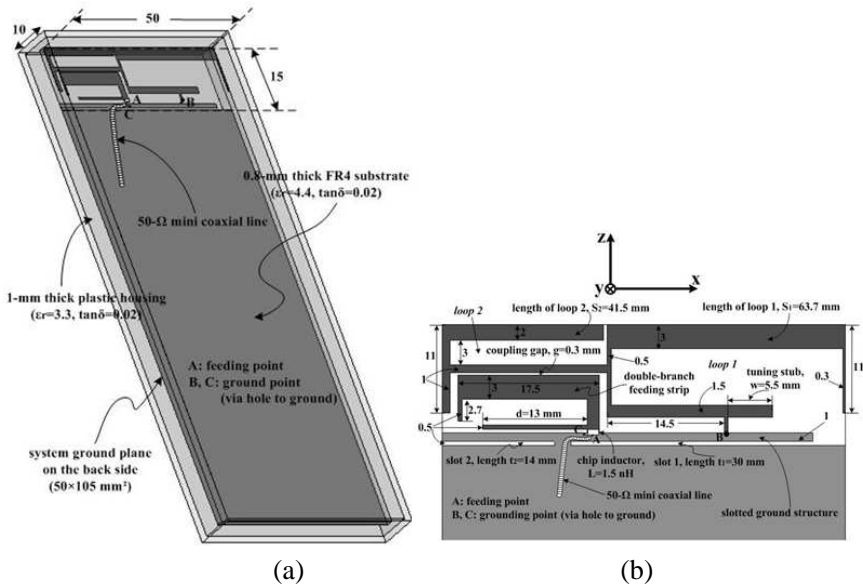 50
10
15
A
B
C
0.8-mm thick FR4 substrate
(εr=4.4, tanδ=0.02)
50-Ω mini coaxial line
1-mm thick plastic housing
(εr=3.3, tanδ=0.02)
A: feeding point
B, C: ground point
(via hole to ground)
system ground plane
on the back side
(50×105 mm²)
(a)
z
y
x
length of loop 2, S₂=41.5 mm
length of loop 1, S₁=63.7 mm
loop 2
2
3
3
11
coupling gap, g=0.3 mm
0.5
loop 1
11
double-branch
feeding strip
tuning stub,
w=5.5 mm
0.3
1
3
17.5
1.5
2.7
d=13 mm
14.5
0.5
A
B
1
slot 2, length t₂=14 mm
chip inductor,
L=1.5 nH
slot 1, length t₁=30 mm
50-Ω mini coaxial line
A: feeding point
B, C: grounding point (via hole to ground)
slotted ground structure
(b)